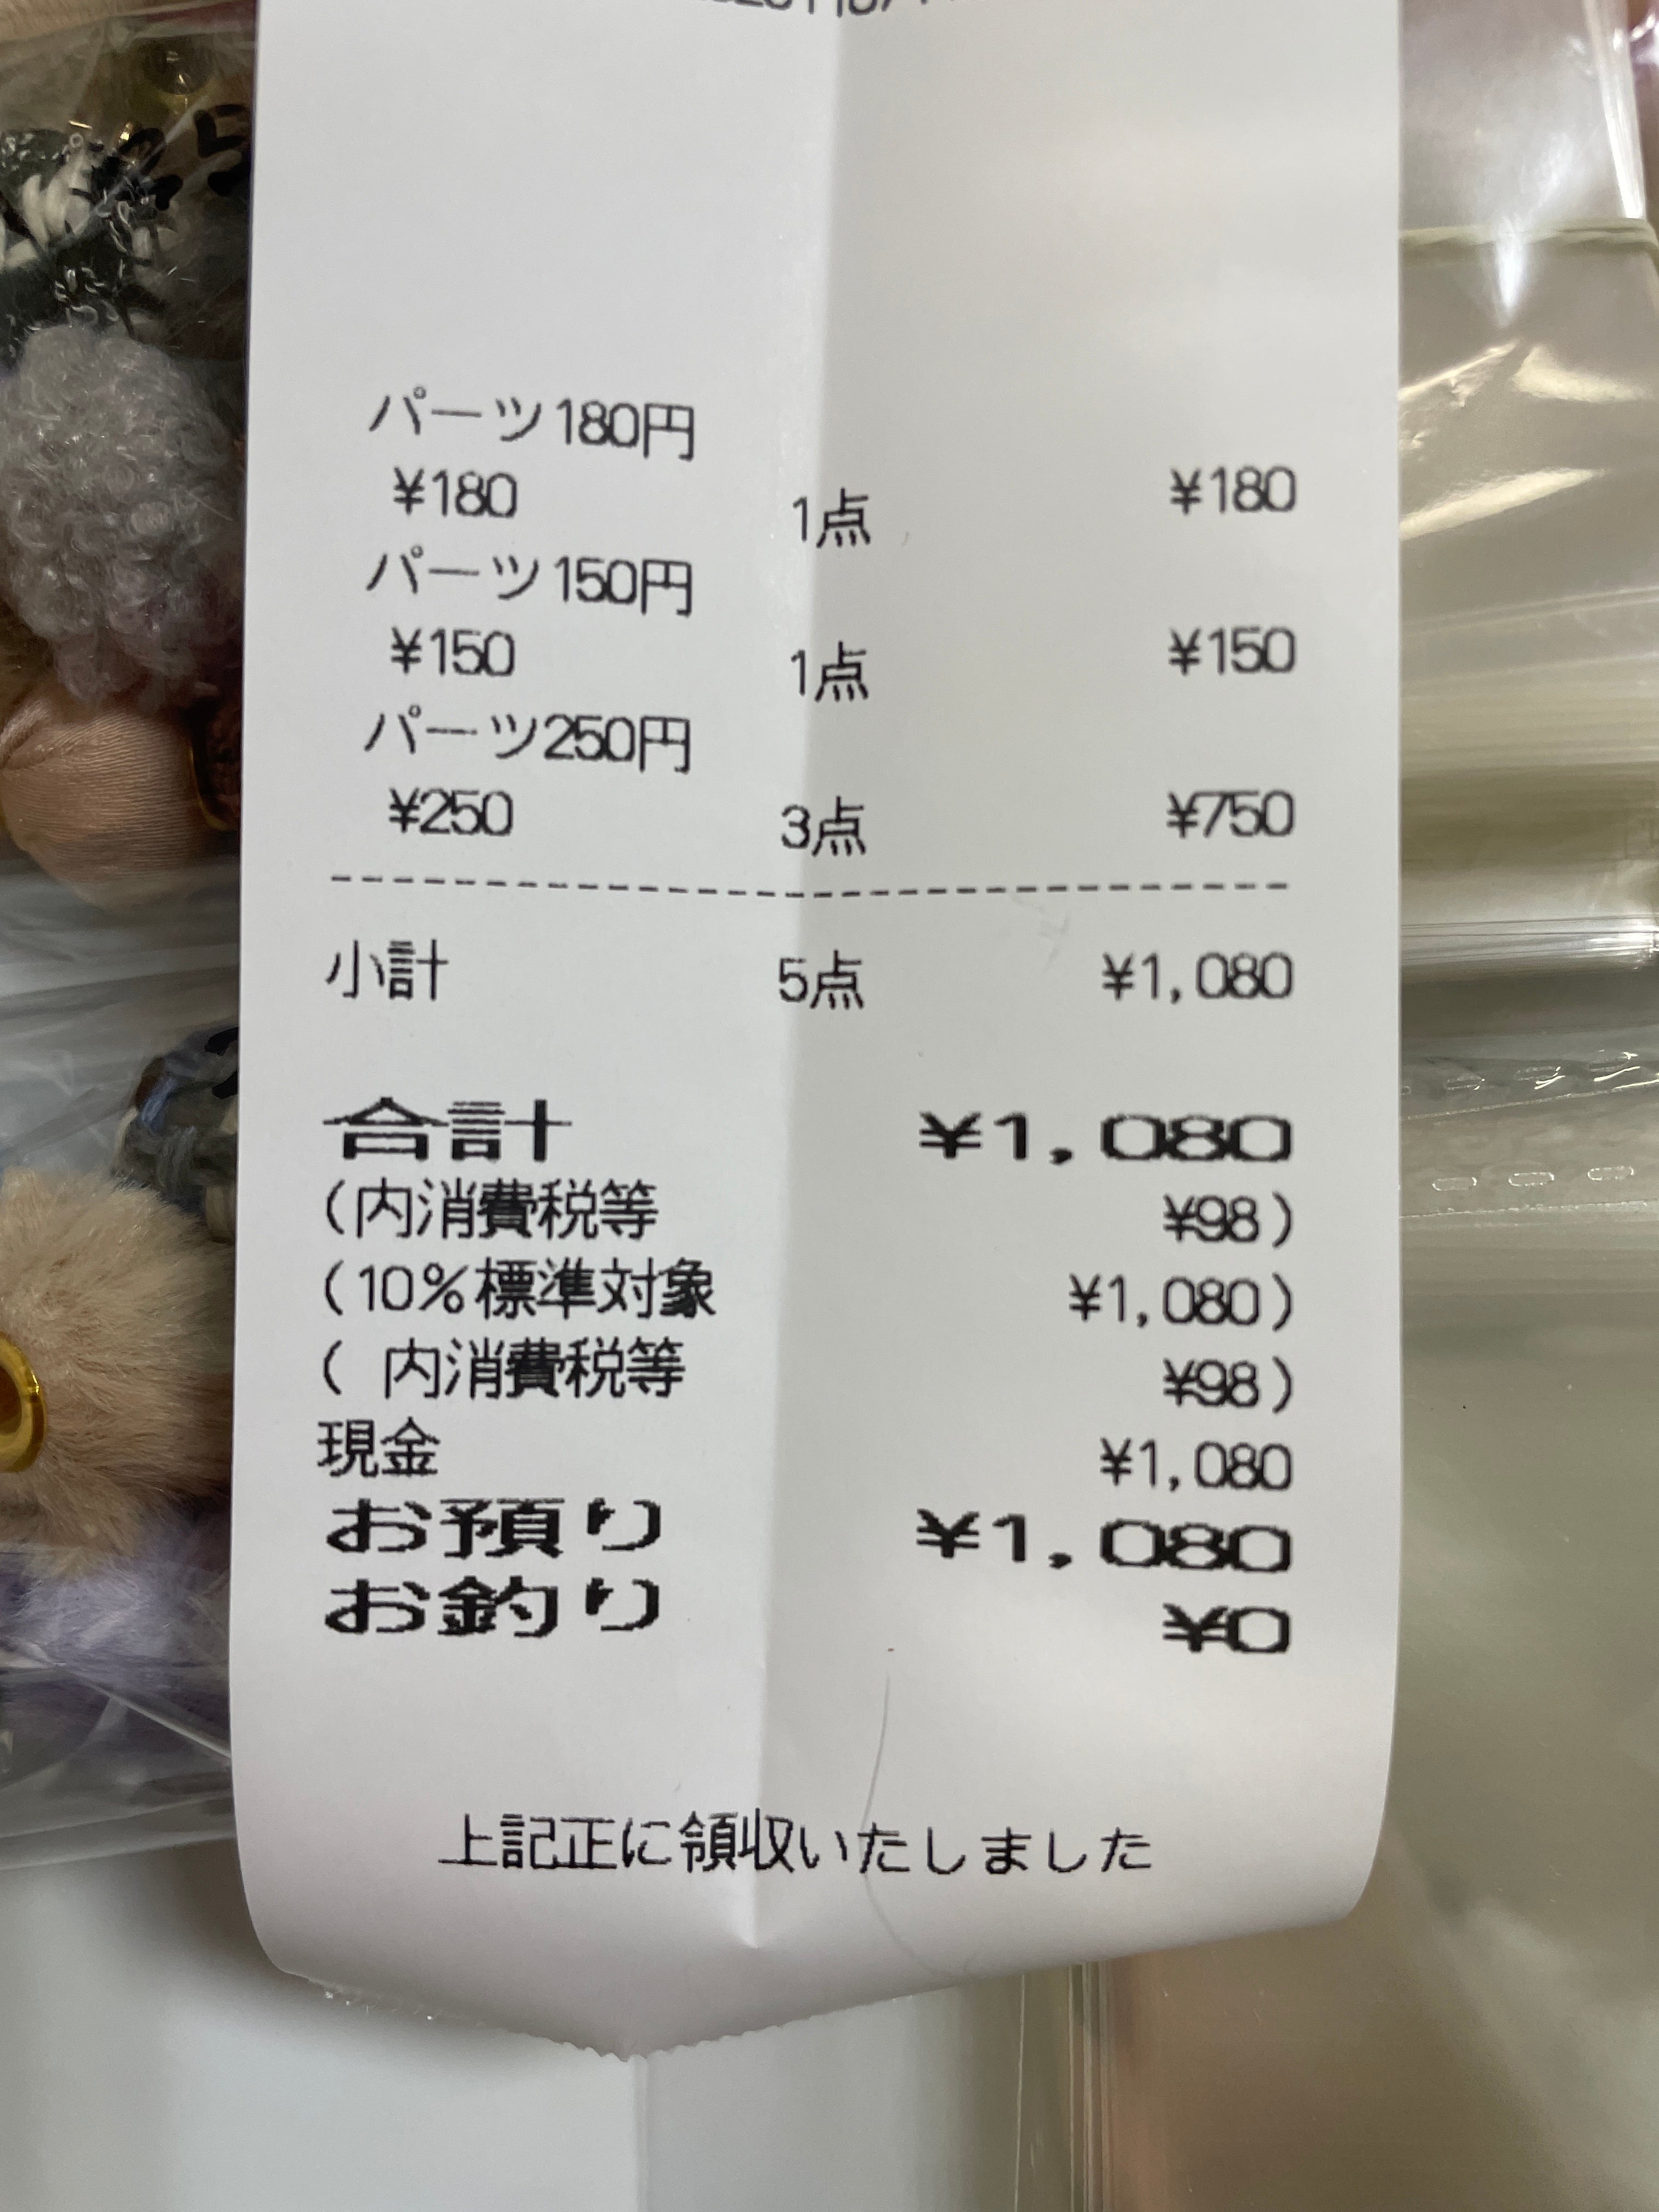 パーツ180円
¥180 1点 ¥180
パーツ150円
¥150 1点 ¥150
パーツ250円
¥250 3点 ¥750
小計 5点 ¥1,080
合計 ¥1,080
(内消費税等 ¥98)
(10%標準対象 ¥1,080)
( 内消費税等 ¥98)
現金 ¥1,080
お預り ¥1,080
お釣り ¥0
上記正に領収いたしました